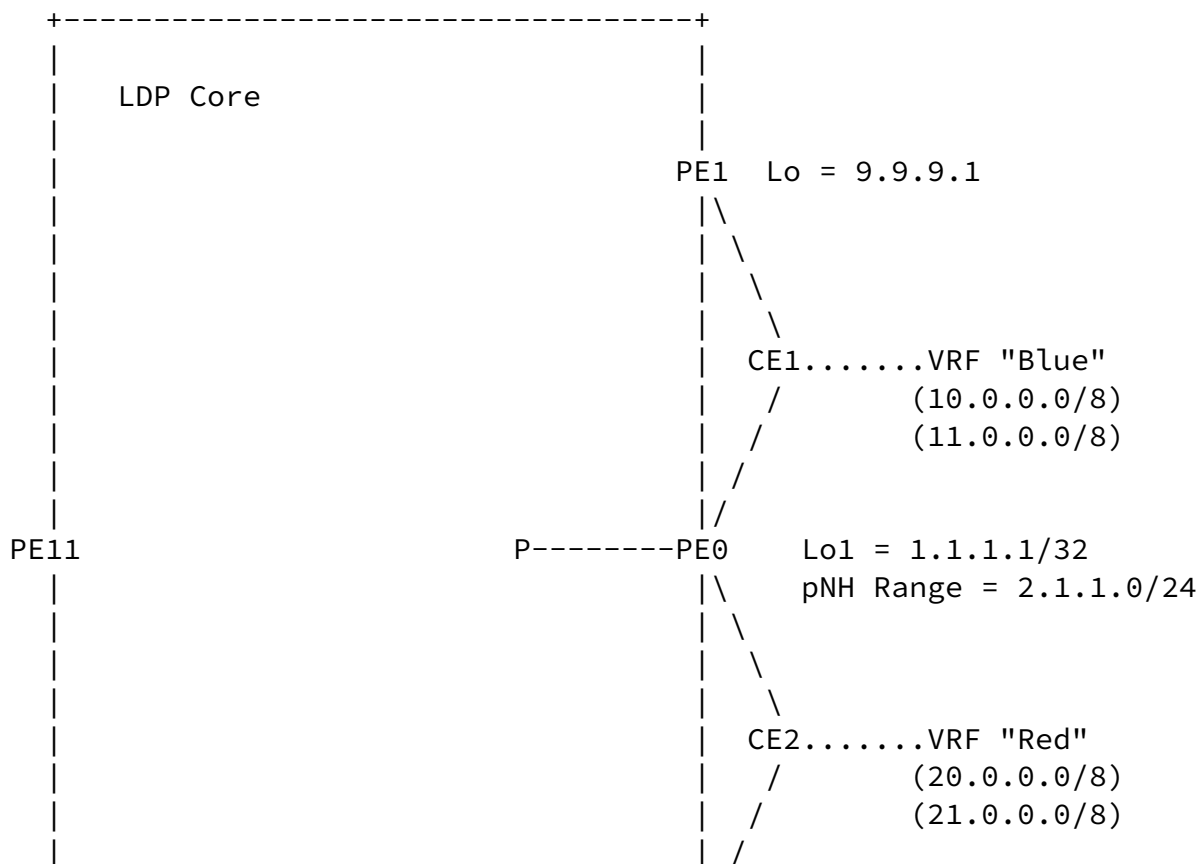 LDP Core
PE1 Lo = 9.9.9.1
CE1.......VRF "Blue"
(10.0.0.0/8)
(11.0.0.0/8)
PE11 P--------PE0 Lo1 = 1.1.1.1/32
pNH Range = 2.1.1.0/24
CE2.......VRF "Red"
(20.0.0.0/8)
(21.0.0.0/8)